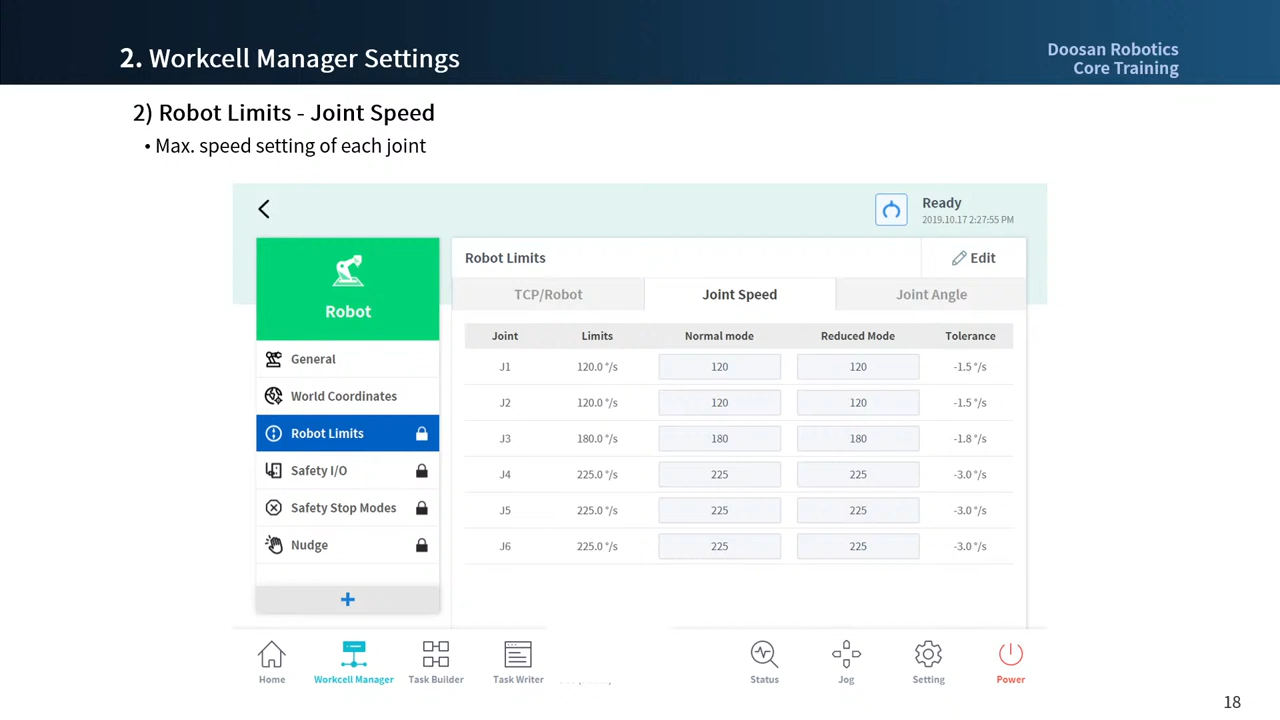 2. Workcell Manager Settings
Doosan Robotics
Core Training
2) Robot Limits - Joint Speed
• Max. speed setting of each joint
Ready
2019.10.17 2:27:55 PM
Robot
General
World Coordinates
Robot Limits
Safety I/O
Safety Stop Modes
Nudge
Robot Limits
Edit
TCP/Robot Joint Speed Joint Angle
Joint Limits Normal mode Reduced Mode Tolerance
J1 120.0 °/s 120 120 -1.5 °/s
J2 120.0 °/s 120 120 -1.5 °/s
J3 180.0 °/s 180 180 -1.8 °/s
J4 225.0 °/s 225 225 -3.0 °/s
J5 225.0 °/s 225 225 -3.0 °/s
J6 225.0 °/s 225 225 -3.0 °/s
Home Workcell Manager Task Builder Task Writer Status Jog Setting Power
18